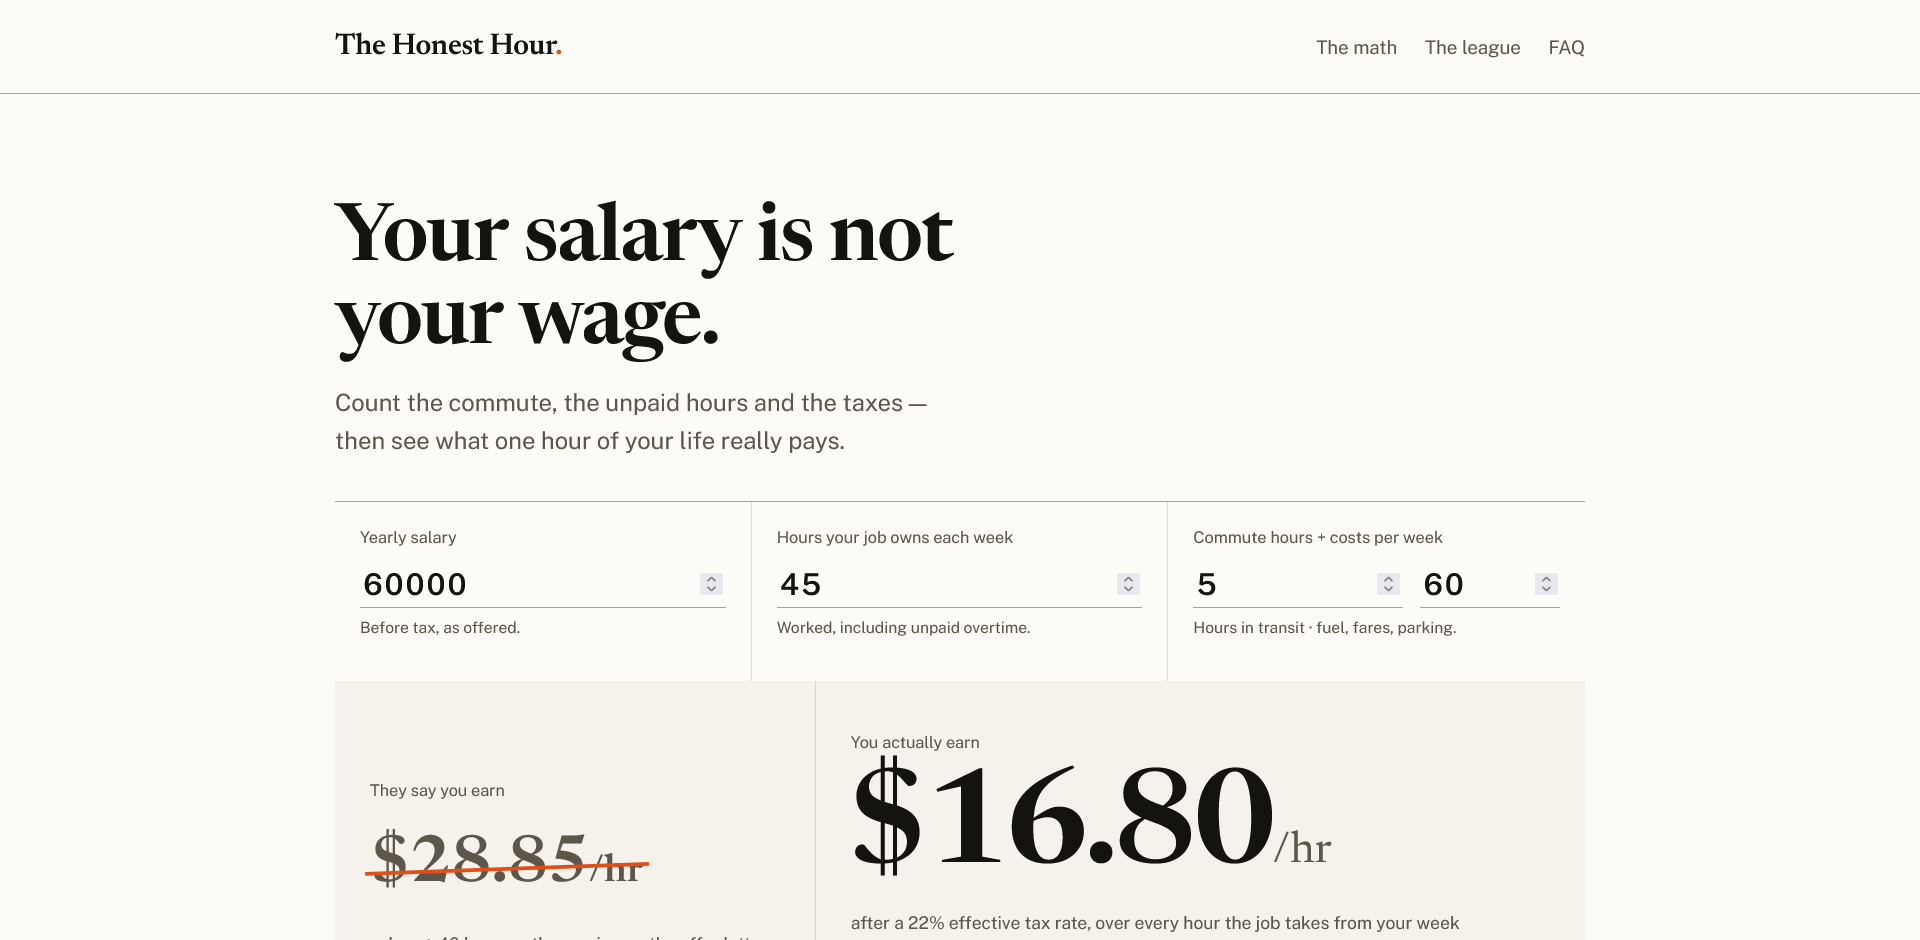 The Honest Hour.
The math
The league
FAQ
Your salary is not
your wage.
Count the commute, the unpaid hours and the taxes —
then see what one hour of your life really pays.
Yearly salary
60000
Before tax, as offered.
Hours your job owns each week
45
Worked, including unpaid overtime.
Commute hours + costs per week
5
60
Hours in transit · fuel, fares, parking.
They say you earn
$28.85/hr
You actually earn
$16.80/hr
after a 22% effective tax rate, over every hour the job takes from your week